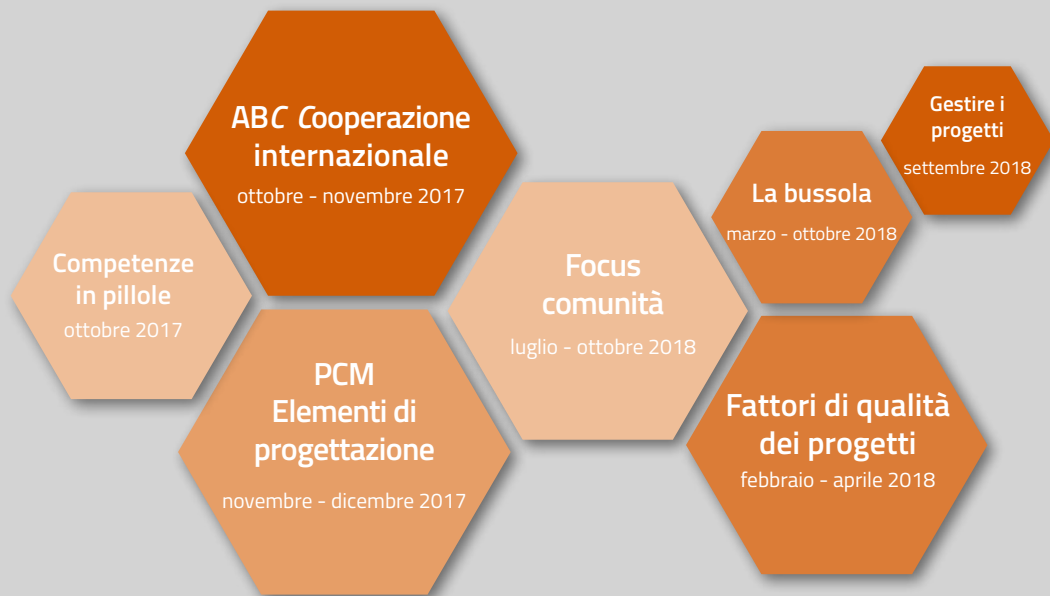 ABC Cooperazione
internazionale
ottobre - novembre 2017
Gestire i
progetti
settembre 2018
La bussola
marzo - ottobre 2018
Competenze
in pillole
ottobre 2017
Focus
comunità
luglio - ottobre 2018
PCM
Elementi di
progettazione
novembre - dicembre 2017
Fattori di qualità
dei progetti
febbraio - aprile 2018